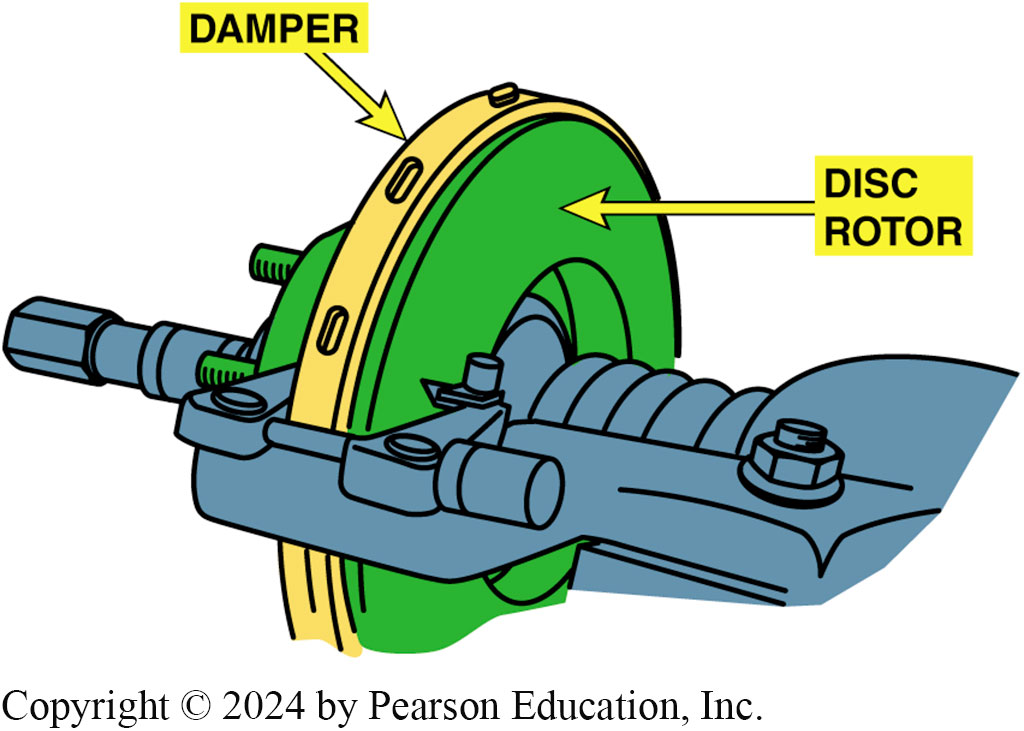 DAMPER
DISC
ROTOR
Copyright © 2024 by Pearson Education, Inc.